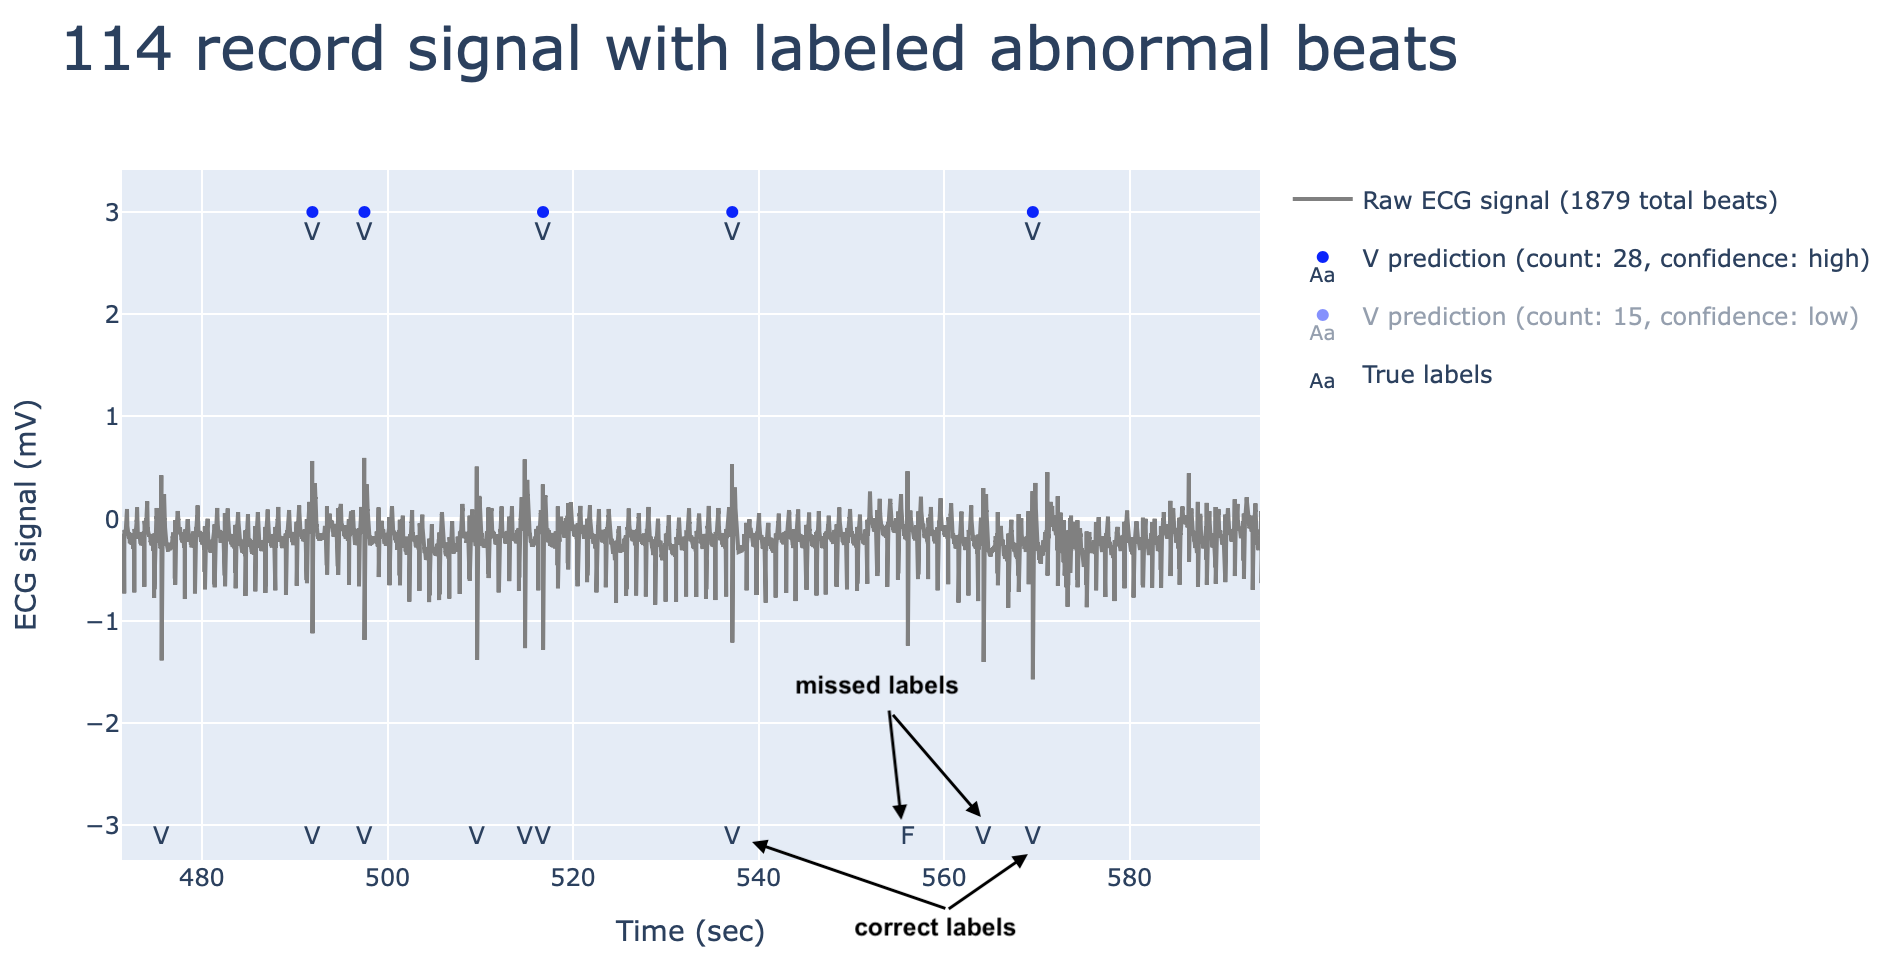 114 record signal with labeled abnormal beats
Raw ECG signal (1879 total beats)
Aa V prediction (count: 28, confidence: high)
Aa V prediction (count: 15, confidence: low)
Aa True labels
ECG signal (mV)
3
2
1
0
−1
−2
−3
V V V V V
missed labels
V V V V V V V F V V
480 500 520 540 560 580
Time (sec)
correct labels